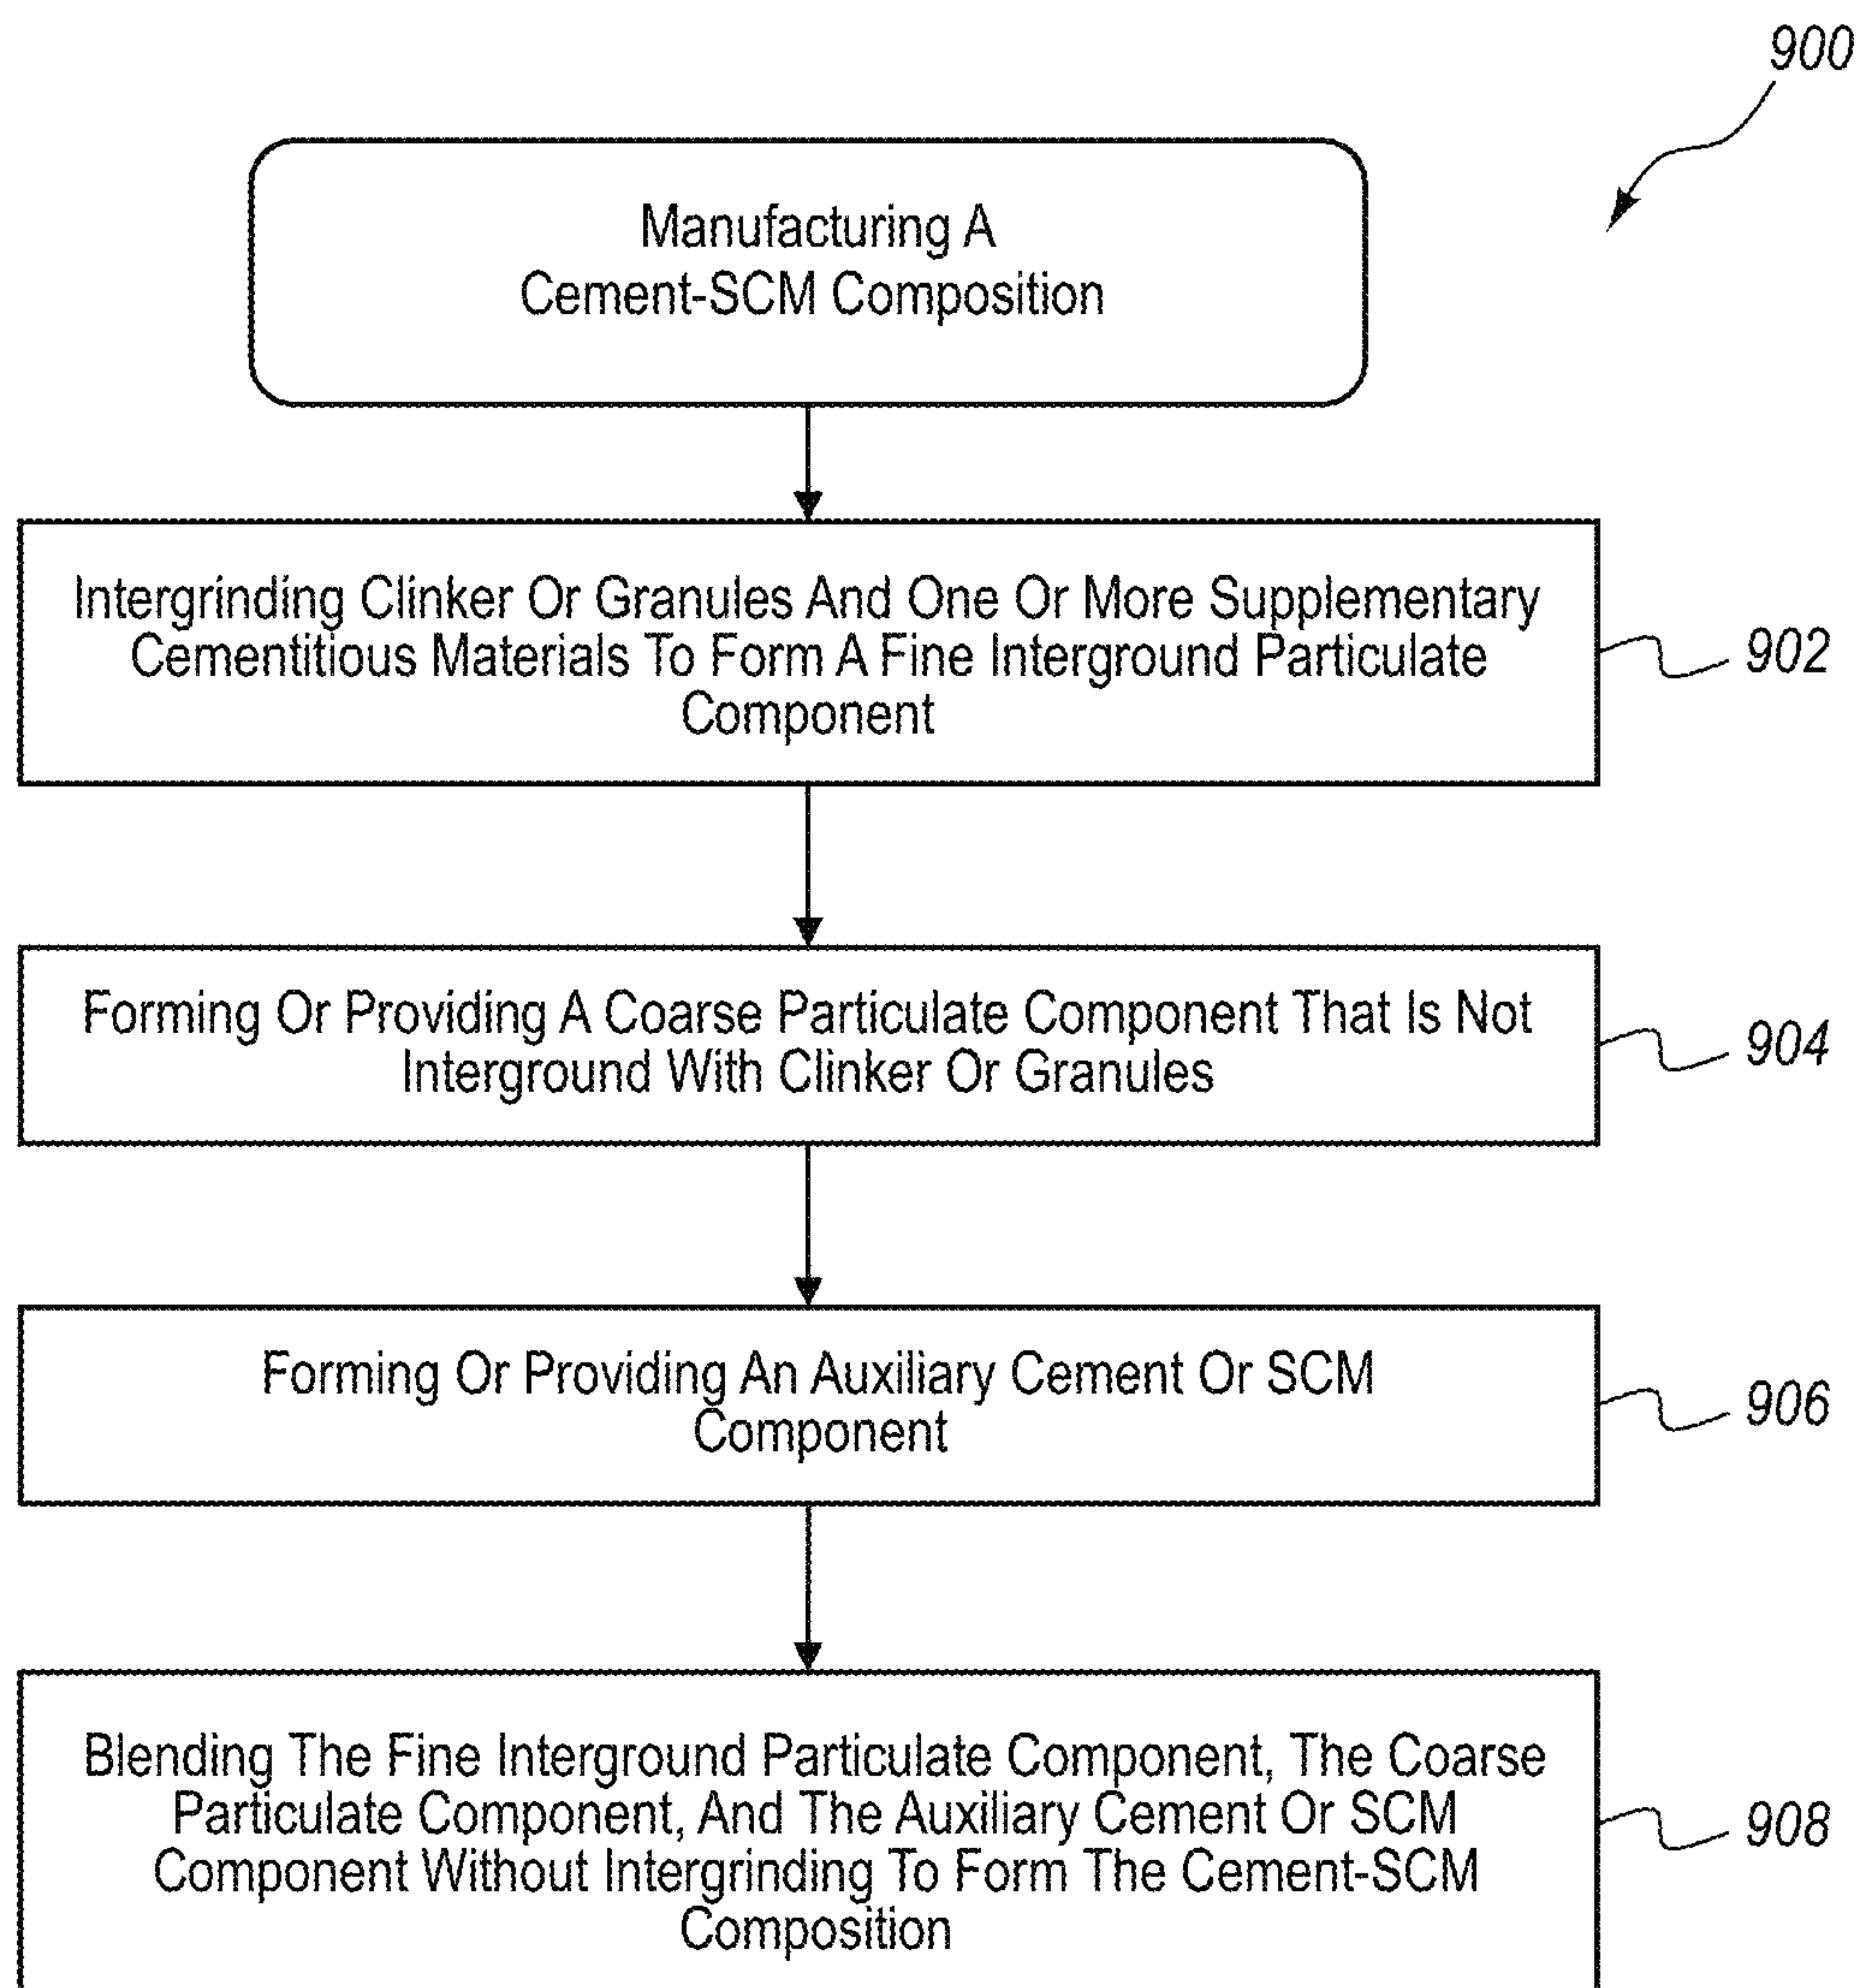 900
Manufacturing A
Cement-SCM Composition
Intergrinding Clinker Or Granules And One Or More Supplementary
Cementitious Materials To Form A Fine Interground Particulate
Component
902
Forming Or Providing A Coarse Particulate Component That Is Not
Interground With Clinker Or Granules
904
Forming Or Providing An Auxiliary Cement Or SCM
Component
906
Blending The Fine Interground Particulate Component, The Coarse
Particulate Component, And The Auxiliary Cement Or SCM
Component Without Intergrinding To Form The Cement-SCM
Composition
908